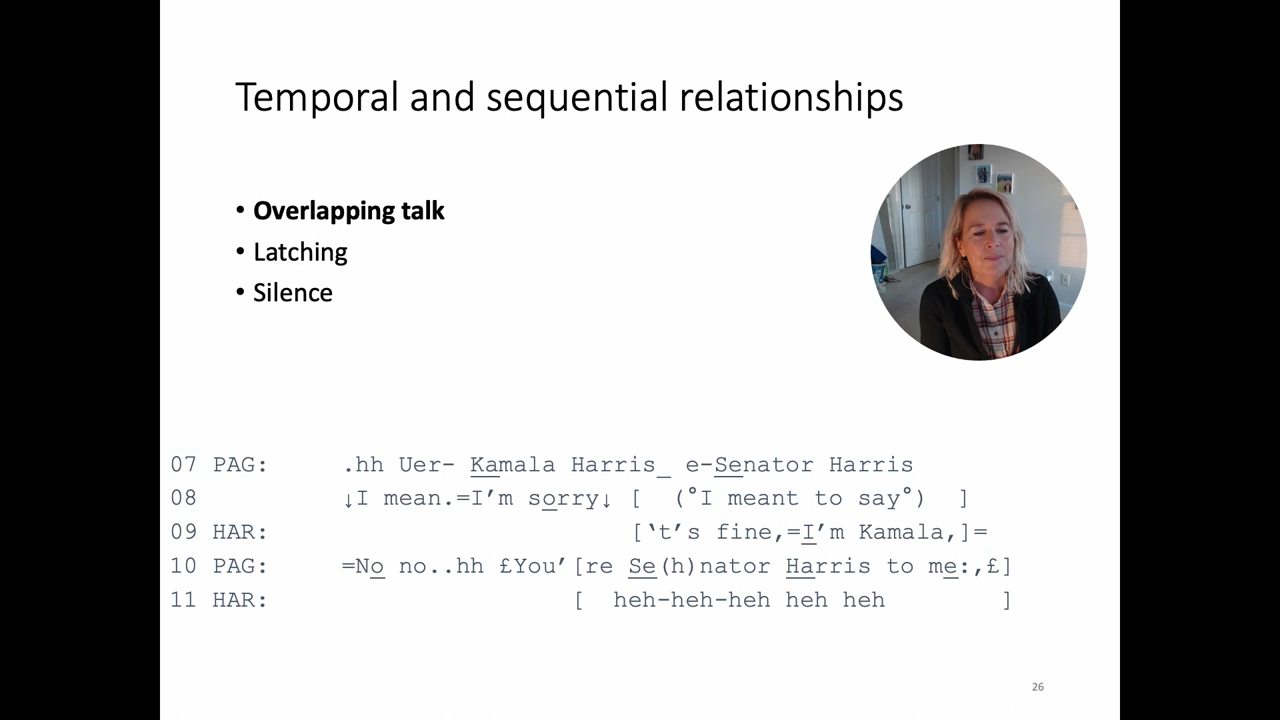 Temporal and sequential relationships
• Overlapping talk
• Latching
• Silence
07 PAG: .hh Uer- Kamala Harris_ e-Senator Harris
08 ↓I mean.=I’m sorry↓ [ (°I meant to say°) ]
09 HAR: [‘t’s fine,=I’m Kamala,]=
10 PAG: =No no..hh £You’[re Se(h)nator Harris to me:,£]
11 HAR: [ heh-heh-heh heh heh ]
26